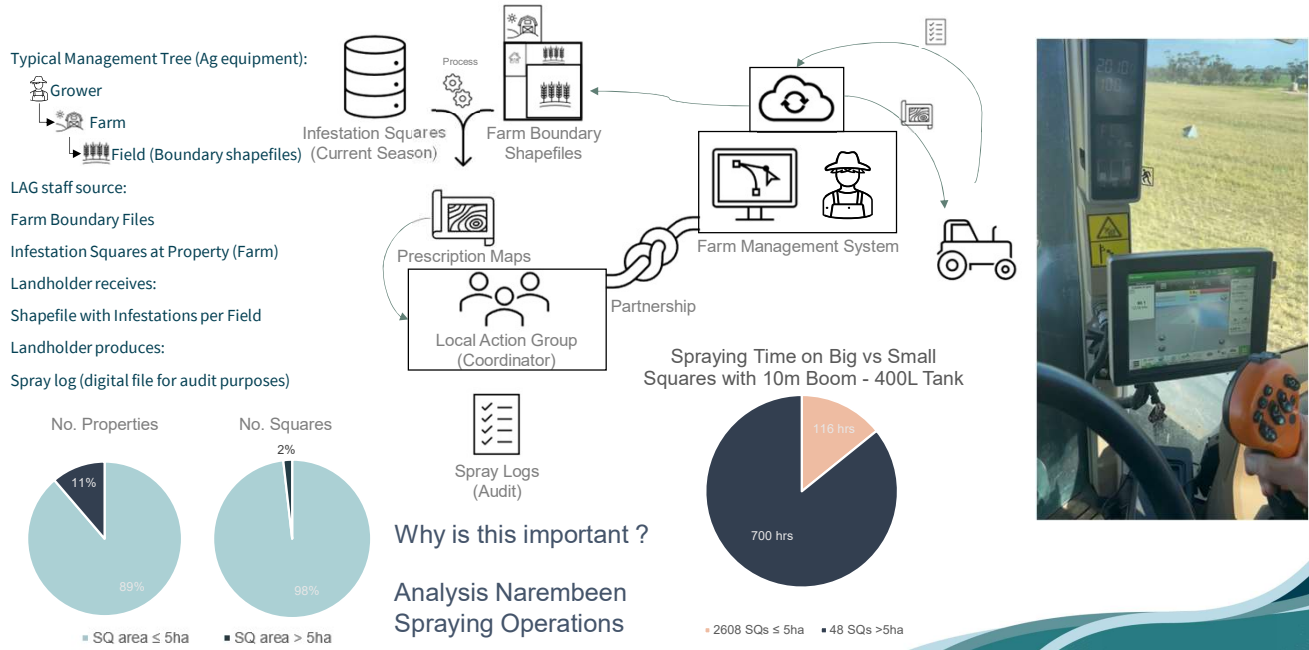 Typical Management Tree (Ag equipment):
Grower
Farm
Field (Boundary shapefiles)
LAG staff source:
Farm Boundary Files
Infestation Squares at Property (Farm)
Landholder receives:
Shapefile with Infestations per Field
Landholder produces:
Spray log (digital file for audit purposes)
Infestation Squares
(Current Season)
Process
Farm Boundary
Shapefiles
Prescription Maps
Local Action Group
(Coordinator)
Partnership
Farm Management System
Spray Logs
(Audit)
No. Properties
11%
89%
No. Squares
2%
98%
SQ area ≤ 5ha
SQ area > 5ha
Why is this important ?
Analysis Narembeen
Spraying Operations
Spraying Time on Big vs Small
Squares with 10m Boom - 400L Tank
116 hrs
700 hrs
2608 SQs ≤ 5ha
48 SQs >5ha